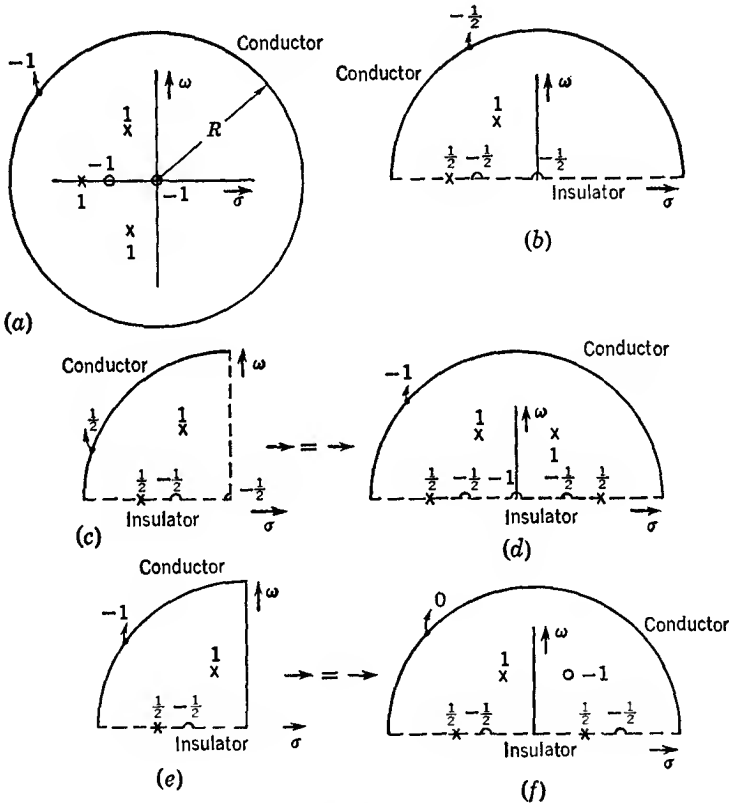 Conductor
-1
ω
R
1
-1
1
-1
σ
1
(a)
-1/2
Conductor
ω
1
1/2 -1/2 -1/2
Insulator
σ
(b)
Conductor
ω
1/2
1
1/2 -1/2 -1/2
Insulator
σ
(c)
=
Conductor
-1
ω
1
1
1/2 -1/2 -1 -1/2 1/2
Insulator
σ
(d)
Conductor
ω
-1
1
1/2 -1/2
Insulator
σ
(e)
=
0
Conductor
ω
1
-1
1/2 -1/2 1/2 -1/2
Insulator
σ
(f)